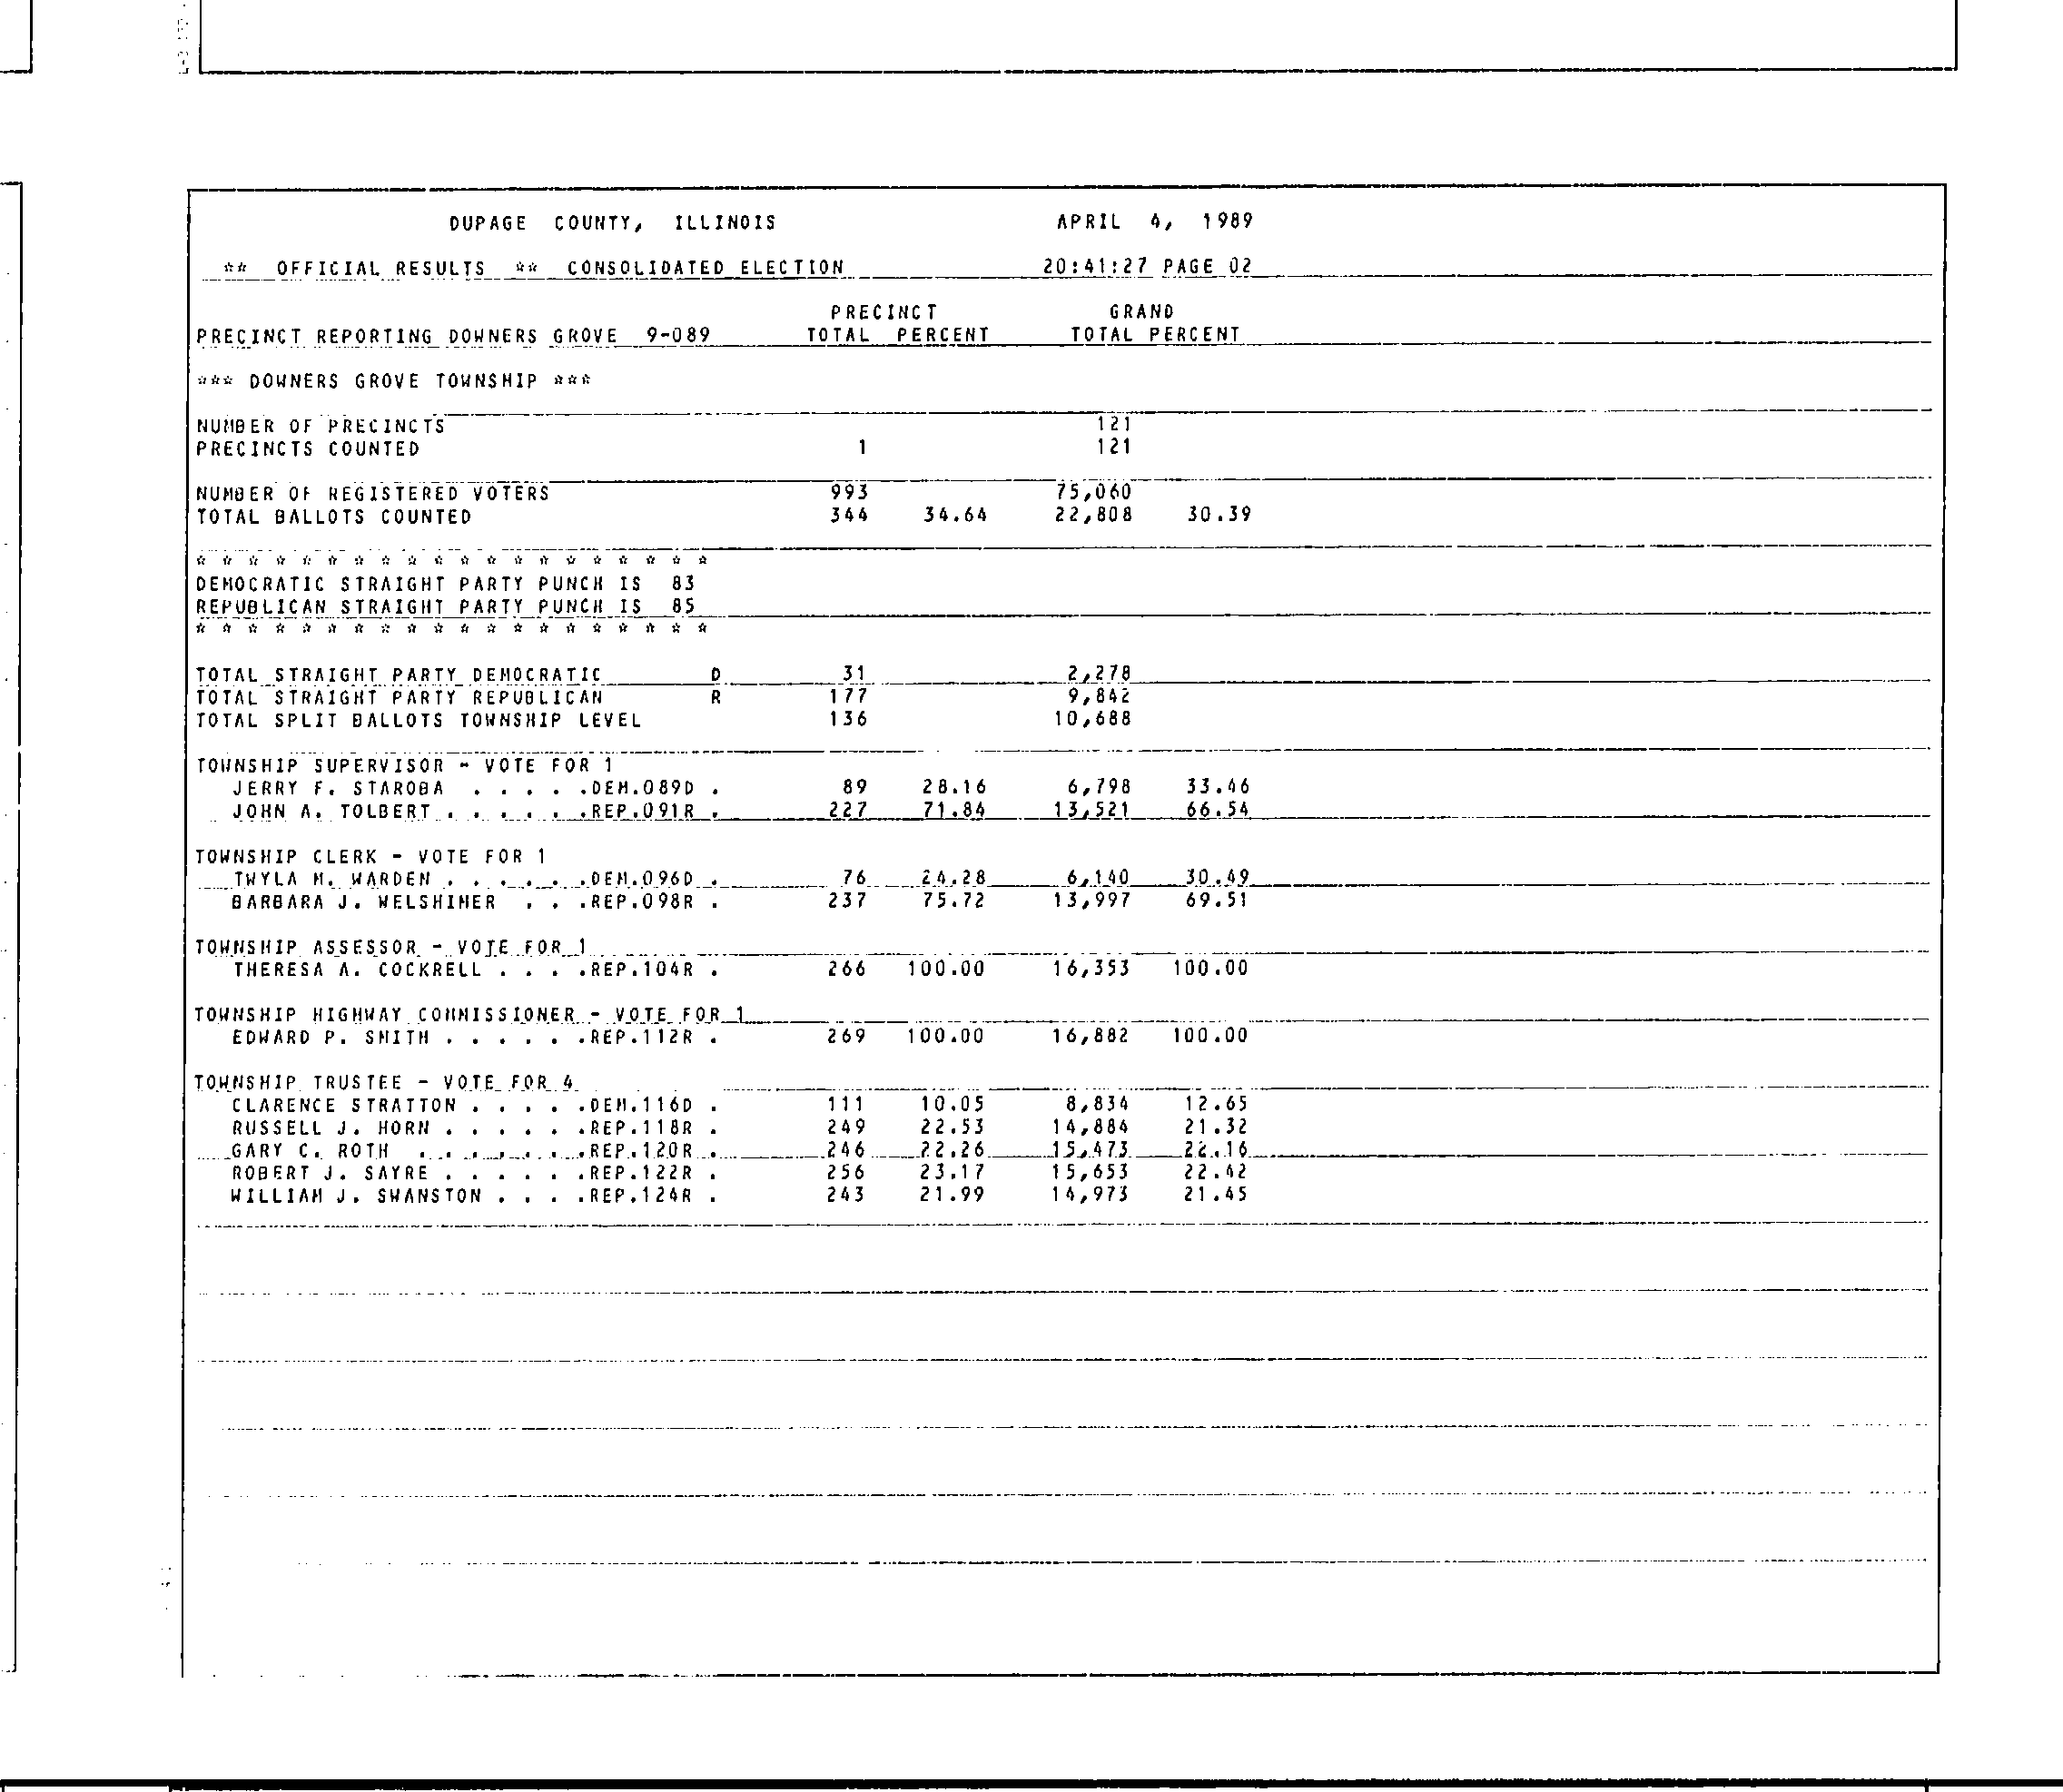 DUPAGE COUNTY, ILLINOIS APRIL 4, 1989
** OFFICIAL RESULTS ** CONSOLIDATED ELECTION 20:41:27 PAGE 02
PRECINCT GRAND
PRECINCT REPORTING DOWNERS GROVE 9-089 TOTAL PERCENT TOTAL PERCENT
*** DOWNERS GROVE TOWNSHIP ***
NUMBER OF PRECINCTS 121
PRECINCTS COUNTED 1 121
NUMBER OF REGISTERED VOTERS 993 75,060
TOTAL BALLOTS COUNTED 344 34.64 22,808 30.39
* * * * * * * * * * * * * * * * * * * *
DEMOCRATIC STRAIGHT PARTY PUNCH IS 83
REPUBLICAN STRAIGHT PARTY PUNCH IS 85
* * * * * * * * * * * * * * * * * * * *
TOTAL STRAIGHT PARTY DEMOCRATIC D 31 2,278
TOTAL STRAIGHT PARTY REPUBLICAN R 177 9,842
TOTAL SPLIT BALLOTS TOWNSHIP LEVEL 136 10,688
TOWNSHIP SUPERVISOR - VOTE FOR 1
JERRY F. STAROBA . . . . .DEM.089D . 89 28.16 6,798 33.46
JOHN A. TOLBERT . . . . . .REP.091R . 227 71.84 13,521 66.54
TOWNSHIP CLERK - VOTE FOR 1
TWYLA M. WARDEN . . . . . .DEM.096D . 76 24.28 6,140 30.49
BARBARA J. WELSHIMER . . .REP.098R . 237 75.72 13,997 69.51
TOWNSHIP ASSESSOR - VOTE FOR 1
THERESA A. COCKRELL . . . .REP.104R . 266 100.00 16,353 100.00
TOWNSHIP HIGHWAY COMMISSIONER - VOTE FOR 1
EDWARD P. SMITH . . . . . .REP.112R . 269 100.00 16,882 100.00
TOWNSHIP TRUSTEE - VOTE FOR 4
CLARENCE STRATTON . . . . .DEM.116D . 111 10.05 8,834 12.65
RUSSELL J. HORN . . . . . .REP.118R . 249 22.53 14,884 21.32
GARY C. ROTH . . . . . . .REP.120R . 246 22.26 15,473 22.16
ROBERT J. SAYRE . . . . . .REP.122R . 256 23.17 15,653 22.42
WILLIAM J. SWANSTON . . . .REP.124R . 243 21.99 14,973 21.45